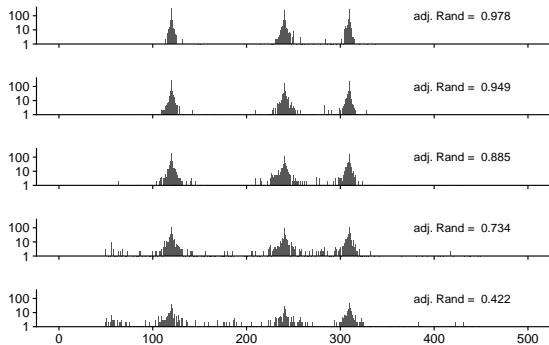 100
10
1
adj. Rand = 0.978
100
10
1
adj. Rand = 0.949
100
10
1
adj. Rand = 0.885
100
10
1
adj. Rand = 0.734
100
10
1
adj. Rand = 0.422
0 100 200 300 400 500